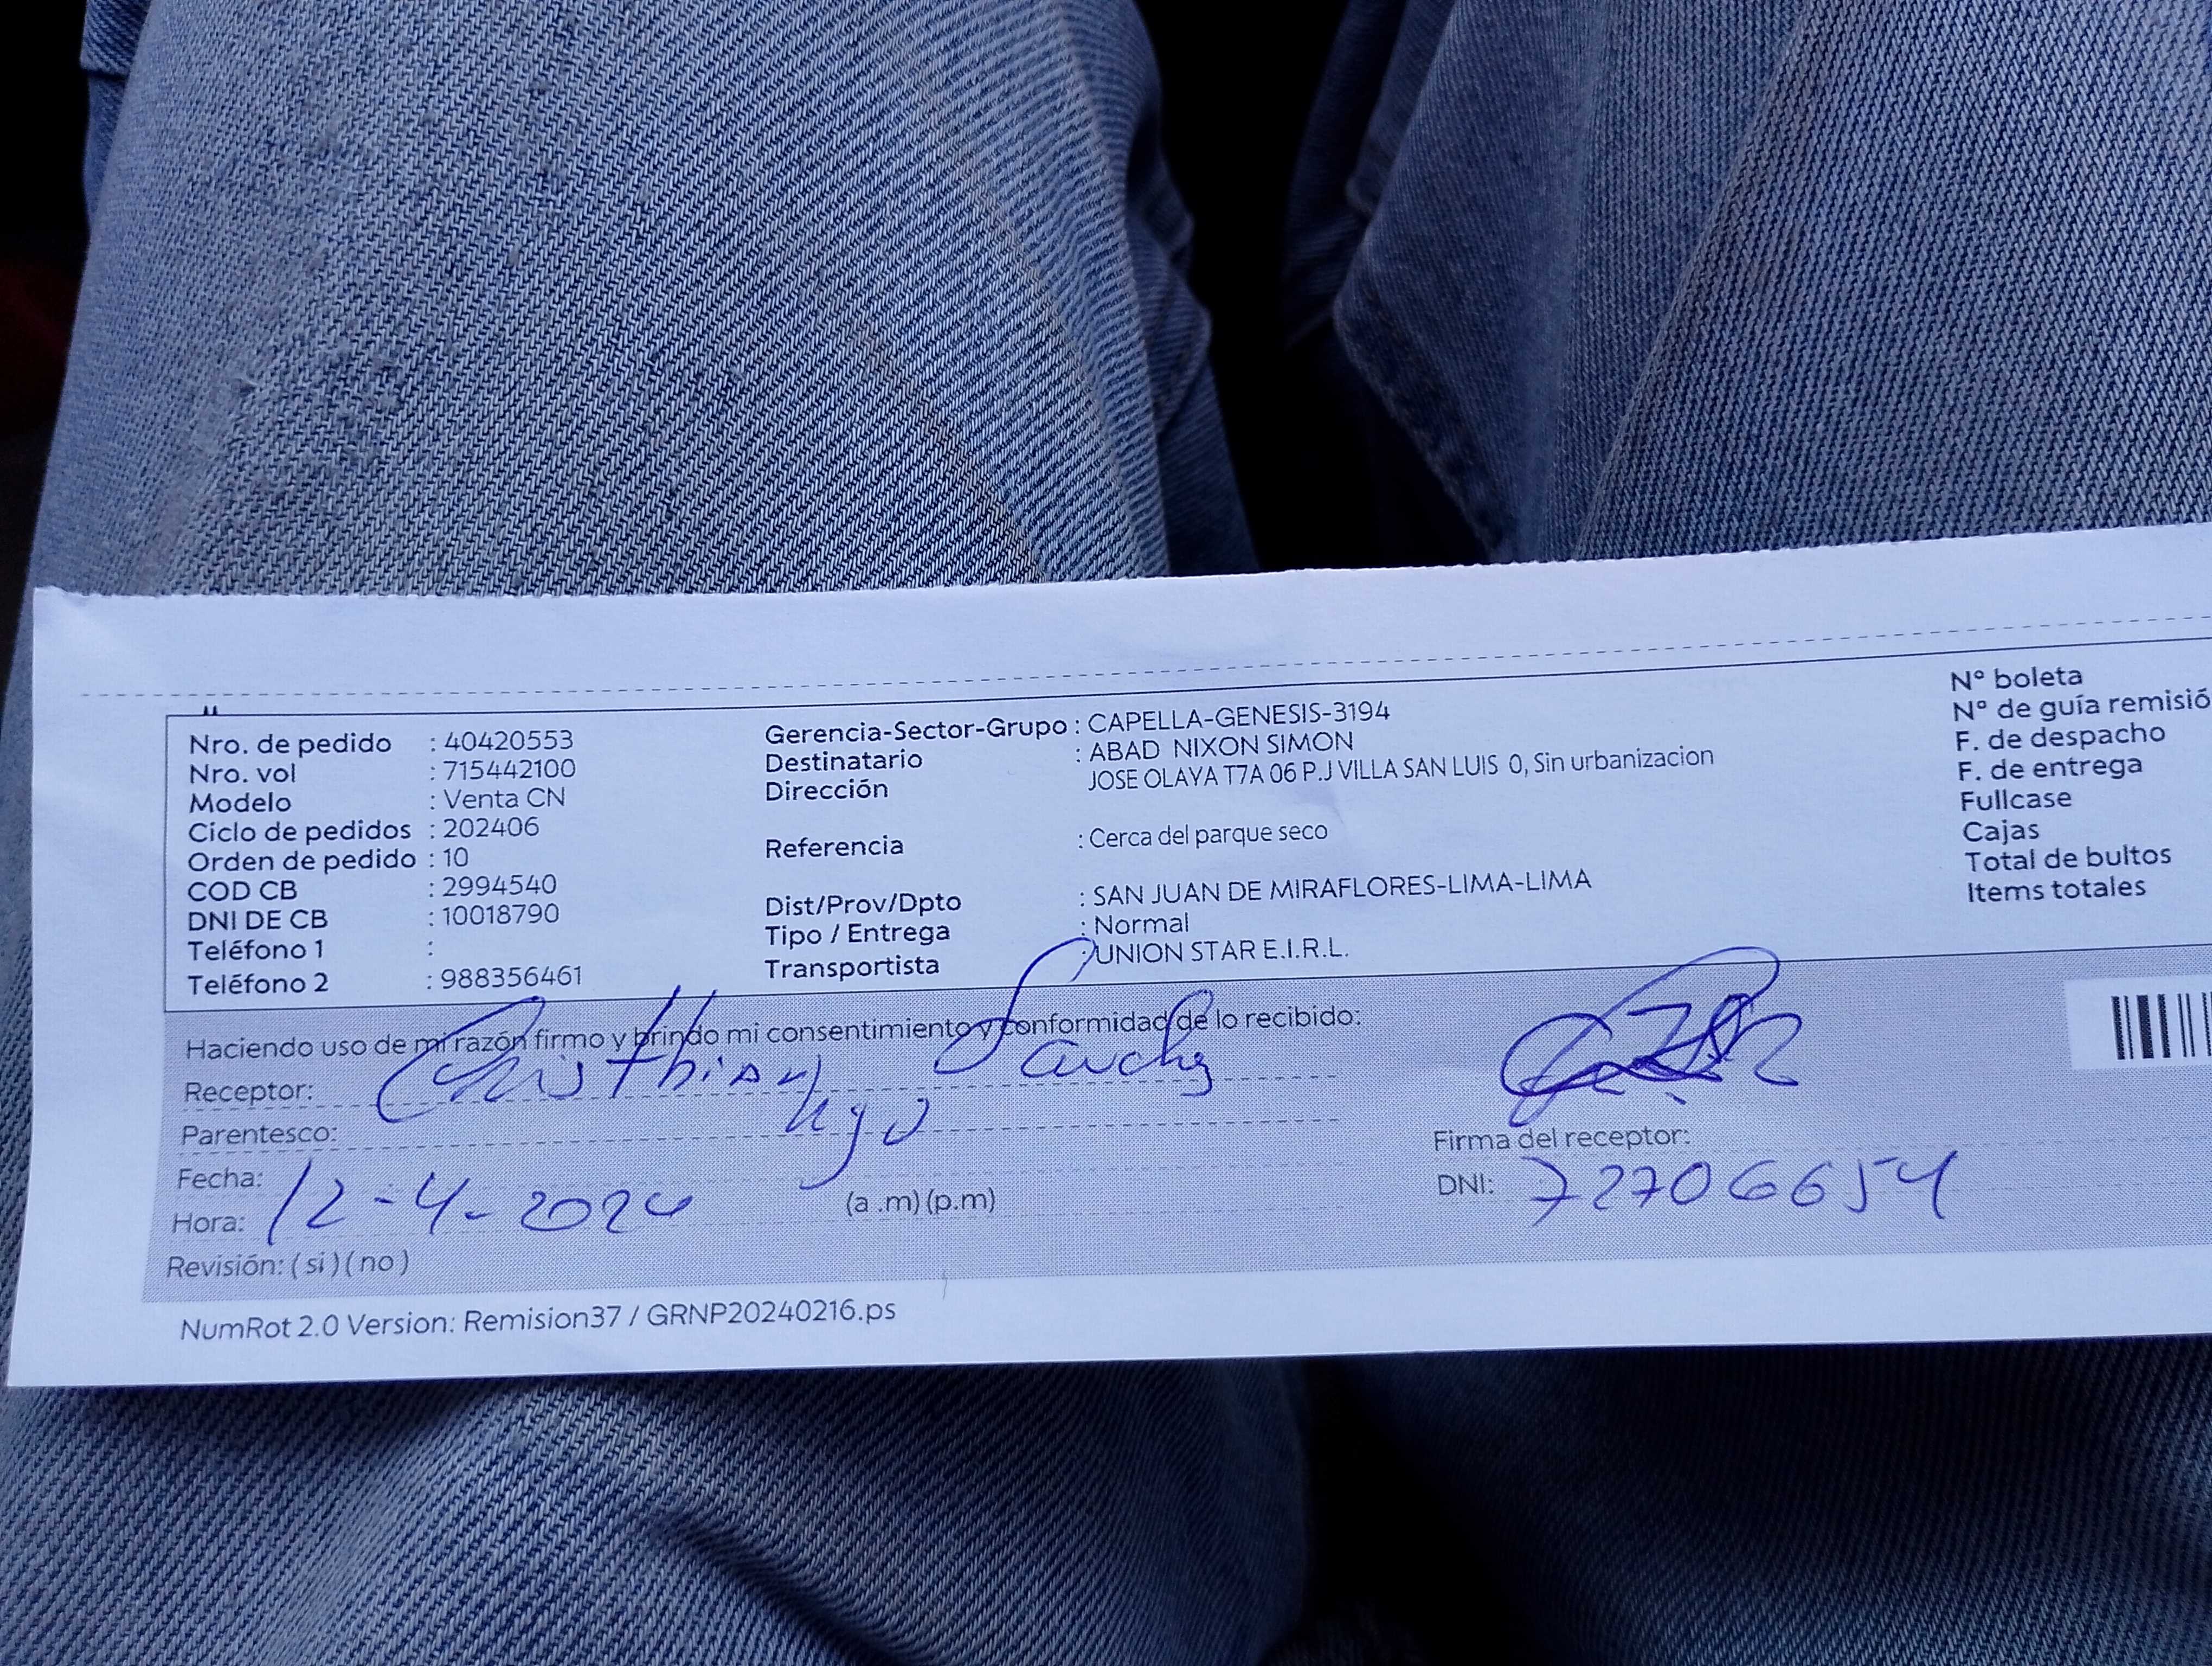 Nro. de pedido : 40420553
Nro. vol : 715442100
Modelo : Venta CN
Ciclo de pedidos : 202406
Orden de pedido : 10
COD CB : 2994540
DNI DE CB : 10018790
Teléfono 1 :
Teléfono 2 : 988356461
Gerencia-Sector-Grupo : CAPELLA-GENESIS-3194
Destinatario : ABAD NIXON SIMON
Dirección JOSE OLAYA T7A 06 P.J VILLA SAN LUIS 0, Sin urbanizacion
Referencia : Cerca del parque seco
Dist/Prov/Dpto : SAN JUAN DE MIRAFLORES-LIMA-LIMA
Tipo / Entrega : Normal
Transportista : UNION STAR E.I.R.L.
N° boleta
N° de guía remisió
F. de despacho
F. de entrega
Fullcase
Cajas
Total de bultos
Items totales
Haciendo uso de mi razón firmo y brindo mi consentimiento y conformidad de lo recibido:
Receptor: Cristhian
Parentesco:
Fecha: 12-4-2024
Hora: (a .m) (p.m)
Revisión: ( si ) ( no )
Firma del receptor:
DNI: 72706654
NumRot 2.0 Version: Remision37 / GRNP20240216.ps